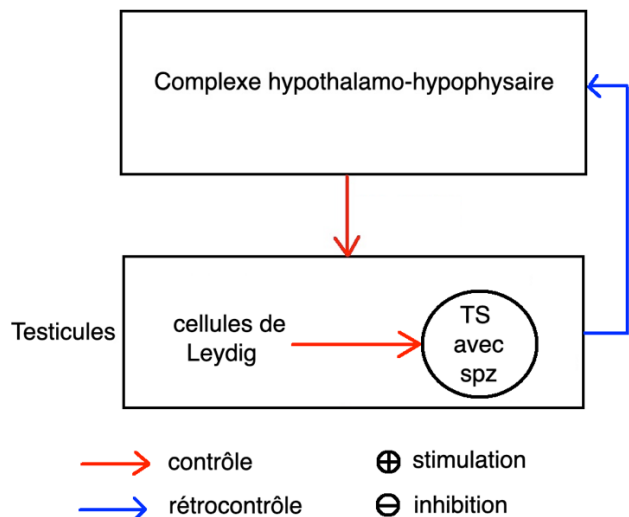 Complexe hypothalamo-hypophysaire
Testicules
cellules de
Leydig
TS
avec
spz
contrôle
stimulation
rétrocontrôle
inhibition